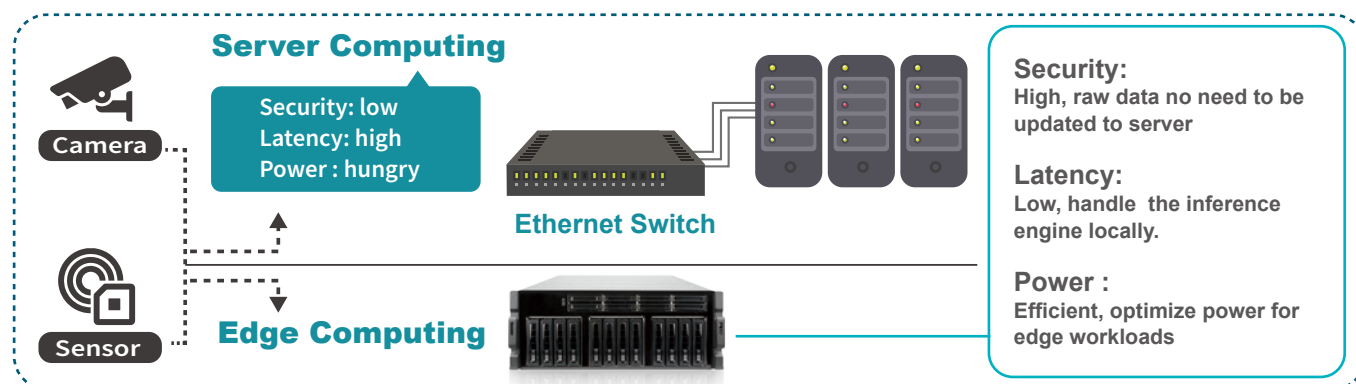 Server Computing
Security: low
Latency: high
Power : hungry
Camera
Sensor
Ethernet Switch
Edge Computing
Security:
High, raw data no need to be
updated to server
Latency:
Low, handle  the inference
engine locally.
Power :
Efficient, optimize power for
edge workloads